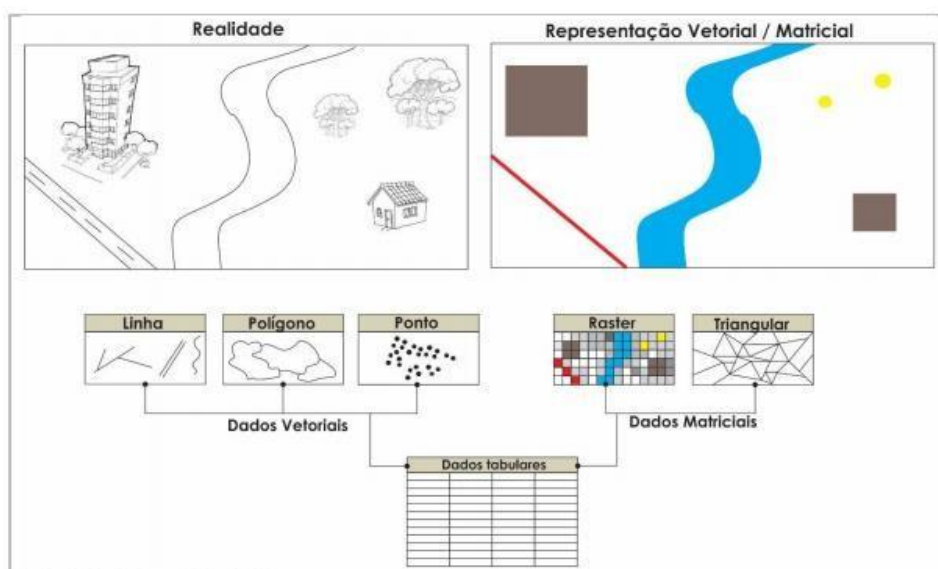 Realidade
Representação Vetorial / Matricial
Linha
Polígono
Ponto
Raster
Triangular
Dados Vetoriais
Dados Matriciais
Dados tabulares